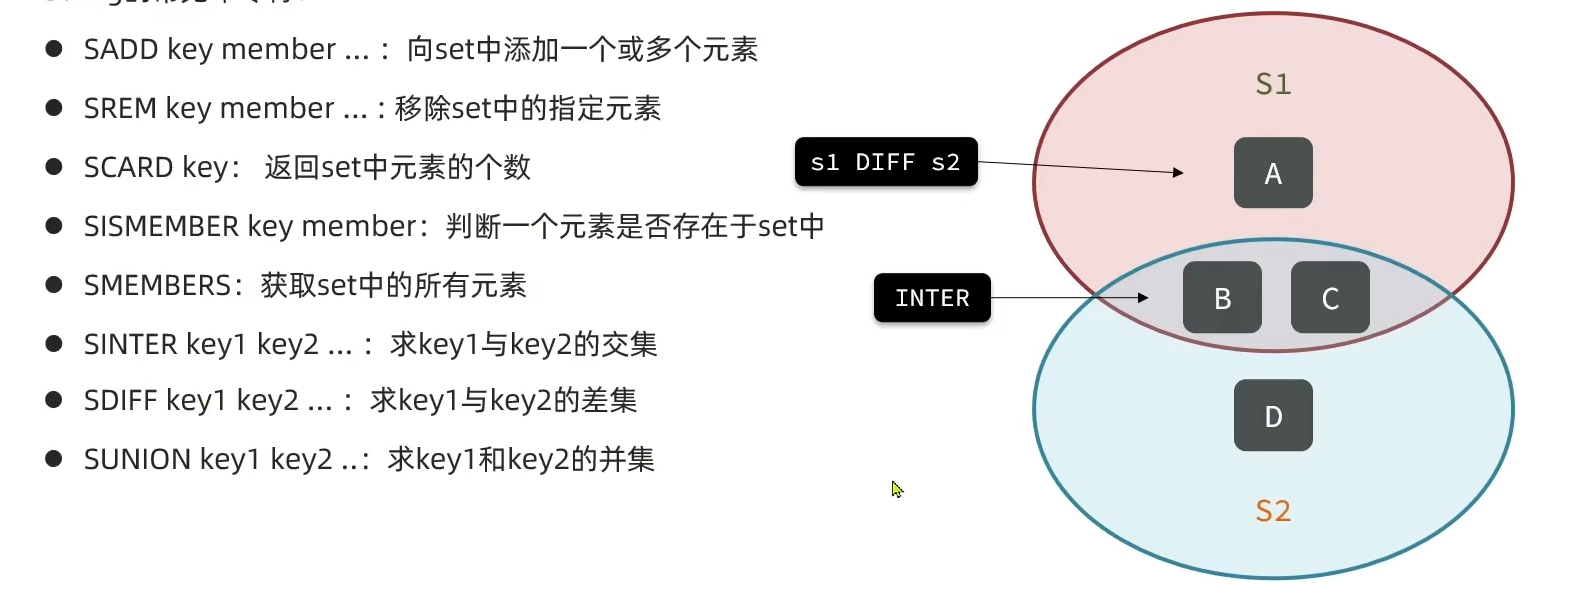 SADD key member ... ：向set中添加一个或多个元素
SREM key member ... : 移除set中的指定元素
SCARD key： 返回set中元素的个数
SISMEMBER key member：判断一个元素是否存在于set中
SMEMBERS：获取set中的所有元素
SINTER key1 key2 ... ：求key1与key2的交集
SDIFF key1 key2 ... ：求key1与key2的差集
SUNION key1 key2 ..：求key1和key2的并集
S1
s1 DIFF s2
A
INTER
B C
D
S2